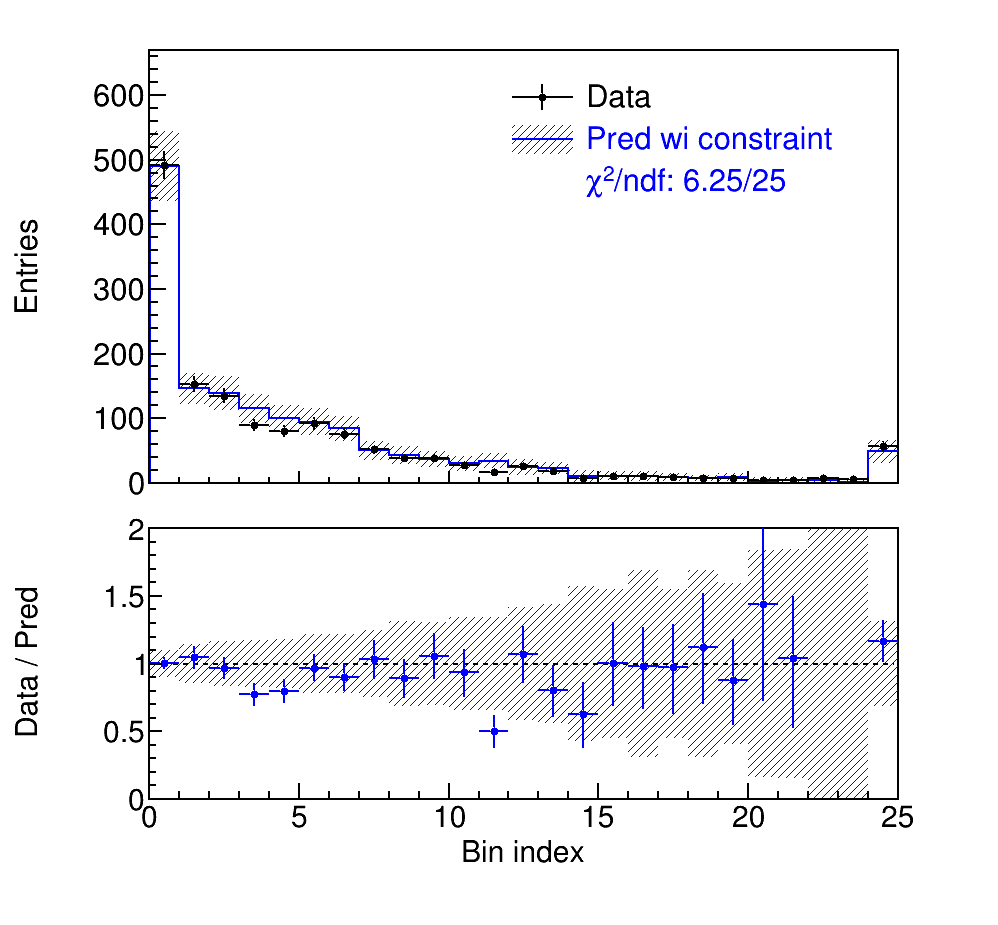 Data
Pred wi constraint
χ²/ndf: 6.25/25
Entries
600
500
400
300
200
100
0
Data / Pred
2
1.5
1
0.5
0
0 5 10 15 20 25
Bin index